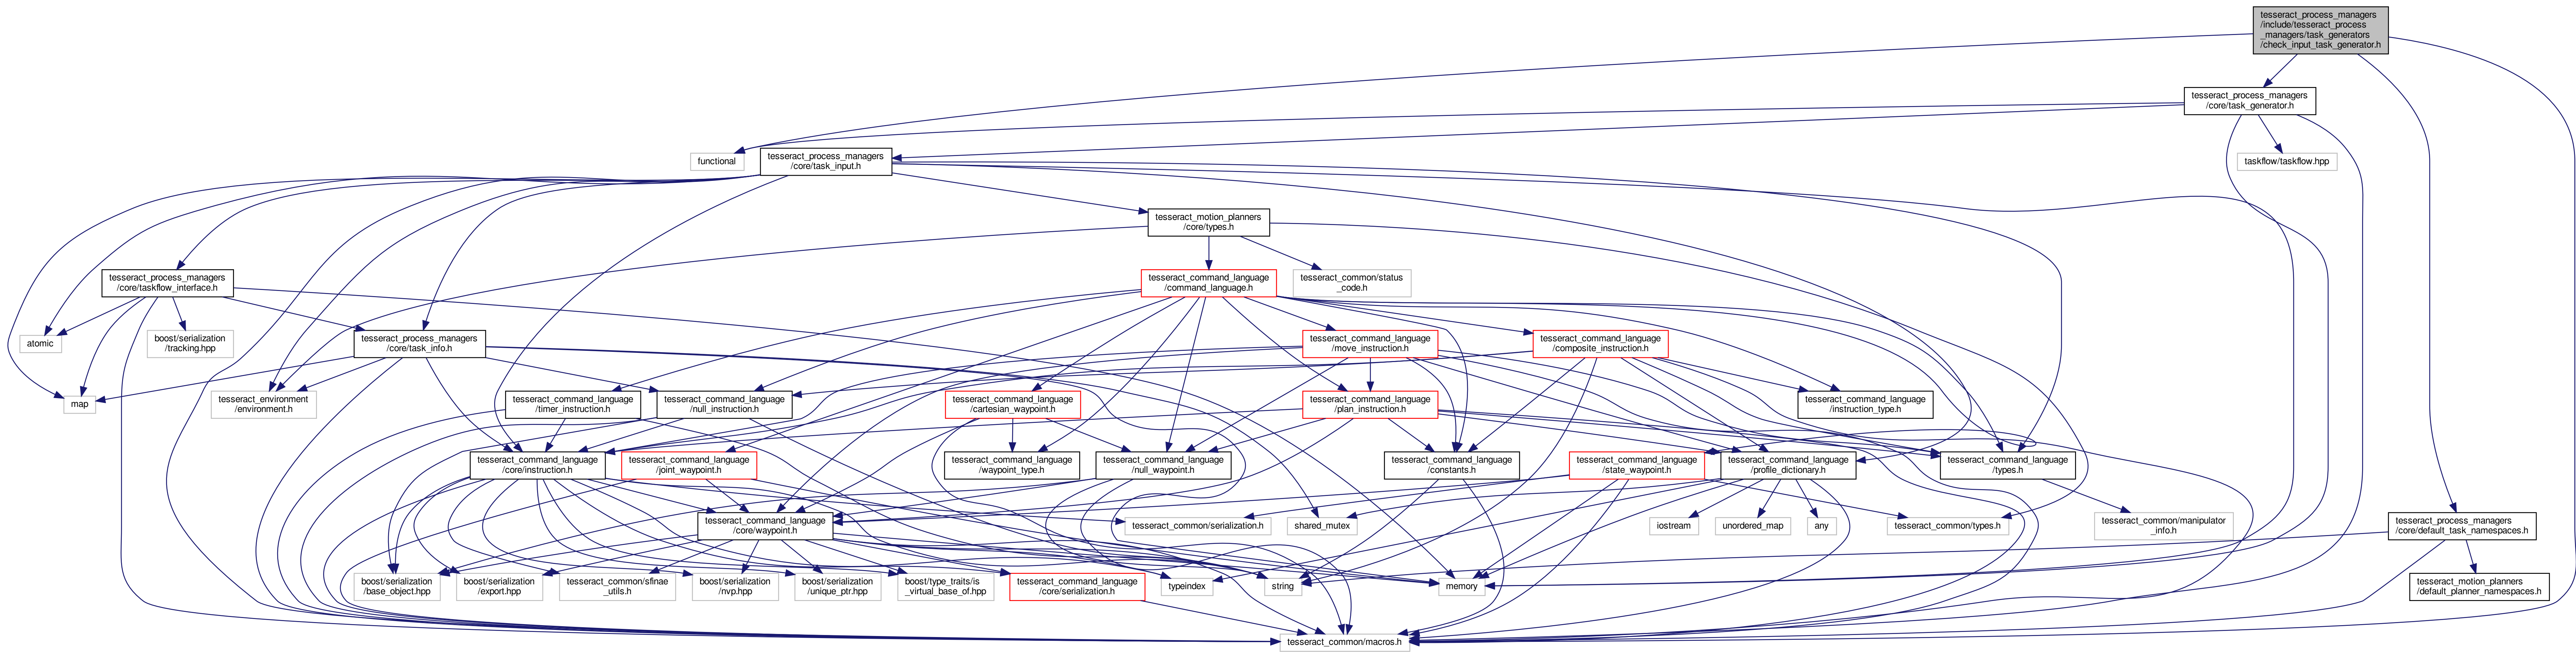 tesseract_process_managers
/include/tesseract_process
_managers/task_generators
/check_input_task_generator.h
tesseract_process_managers
/core/task_generator.h
functional
tesseract_process_managers
/core/task_input.h
taskflow/taskflow.hpp
tesseract_motion_planners
/core/types.h
tesseract_process_managers
/core/taskflow_interface.h
tesseract_command_language
/command_language.h
tesseract_common/status
_code.h
atomic
boost/serialization
/tracking.hpp
tesseract_process_managers
/core/task_info.h
tesseract_command_language
/move_instruction.h
tesseract_command_language
/composite_instruction.h
map
tesseract_environment
/environment.h
tesseract_command_language
/timer_instruction.h
tesseract_command_language
/null_instruction.h
tesseract_command_language
/cartesian_waypoint.h
tesseract_command_language
/plan_instruction.h
tesseract_command_language
/instruction_type.h
tesseract_command_language
/core/instruction.h
tesseract_command_language
/joint_waypoint.h
tesseract_command_language
/waypoint_type.h
tesseract_command_language
/null_waypoint.h
tesseract_command_language
/constants.h
tesseract_command_language
/state_waypoint.h
tesseract_command_language
/profile_dictionary.h
tesseract_command_language
/types.h
tesseract_command_language
/core/waypoint.h
tesseract_common/serialization.h
shared_mutex
iostream
unordered_map
any
tesseract_common/types.h
tesseract_common/manipulator
_info.h
tesseract_process_managers
/core/default_task_namespaces.h
boost/serialization
/base_object.hpp
boost/serialization
/export.hpp
tesseract_common/sfinae
_utils.h
boost/serialization
/nvp.hpp
boost/serialization
/unique_ptr.hpp
boost/type_traits/is
_virtual_base_of.hpp
tesseract_command_language
/core/serialization.h
typeindex
string
memory
tesseract_motion_planners
/default_planner_namespaces.h
tesseract_common/macros.h